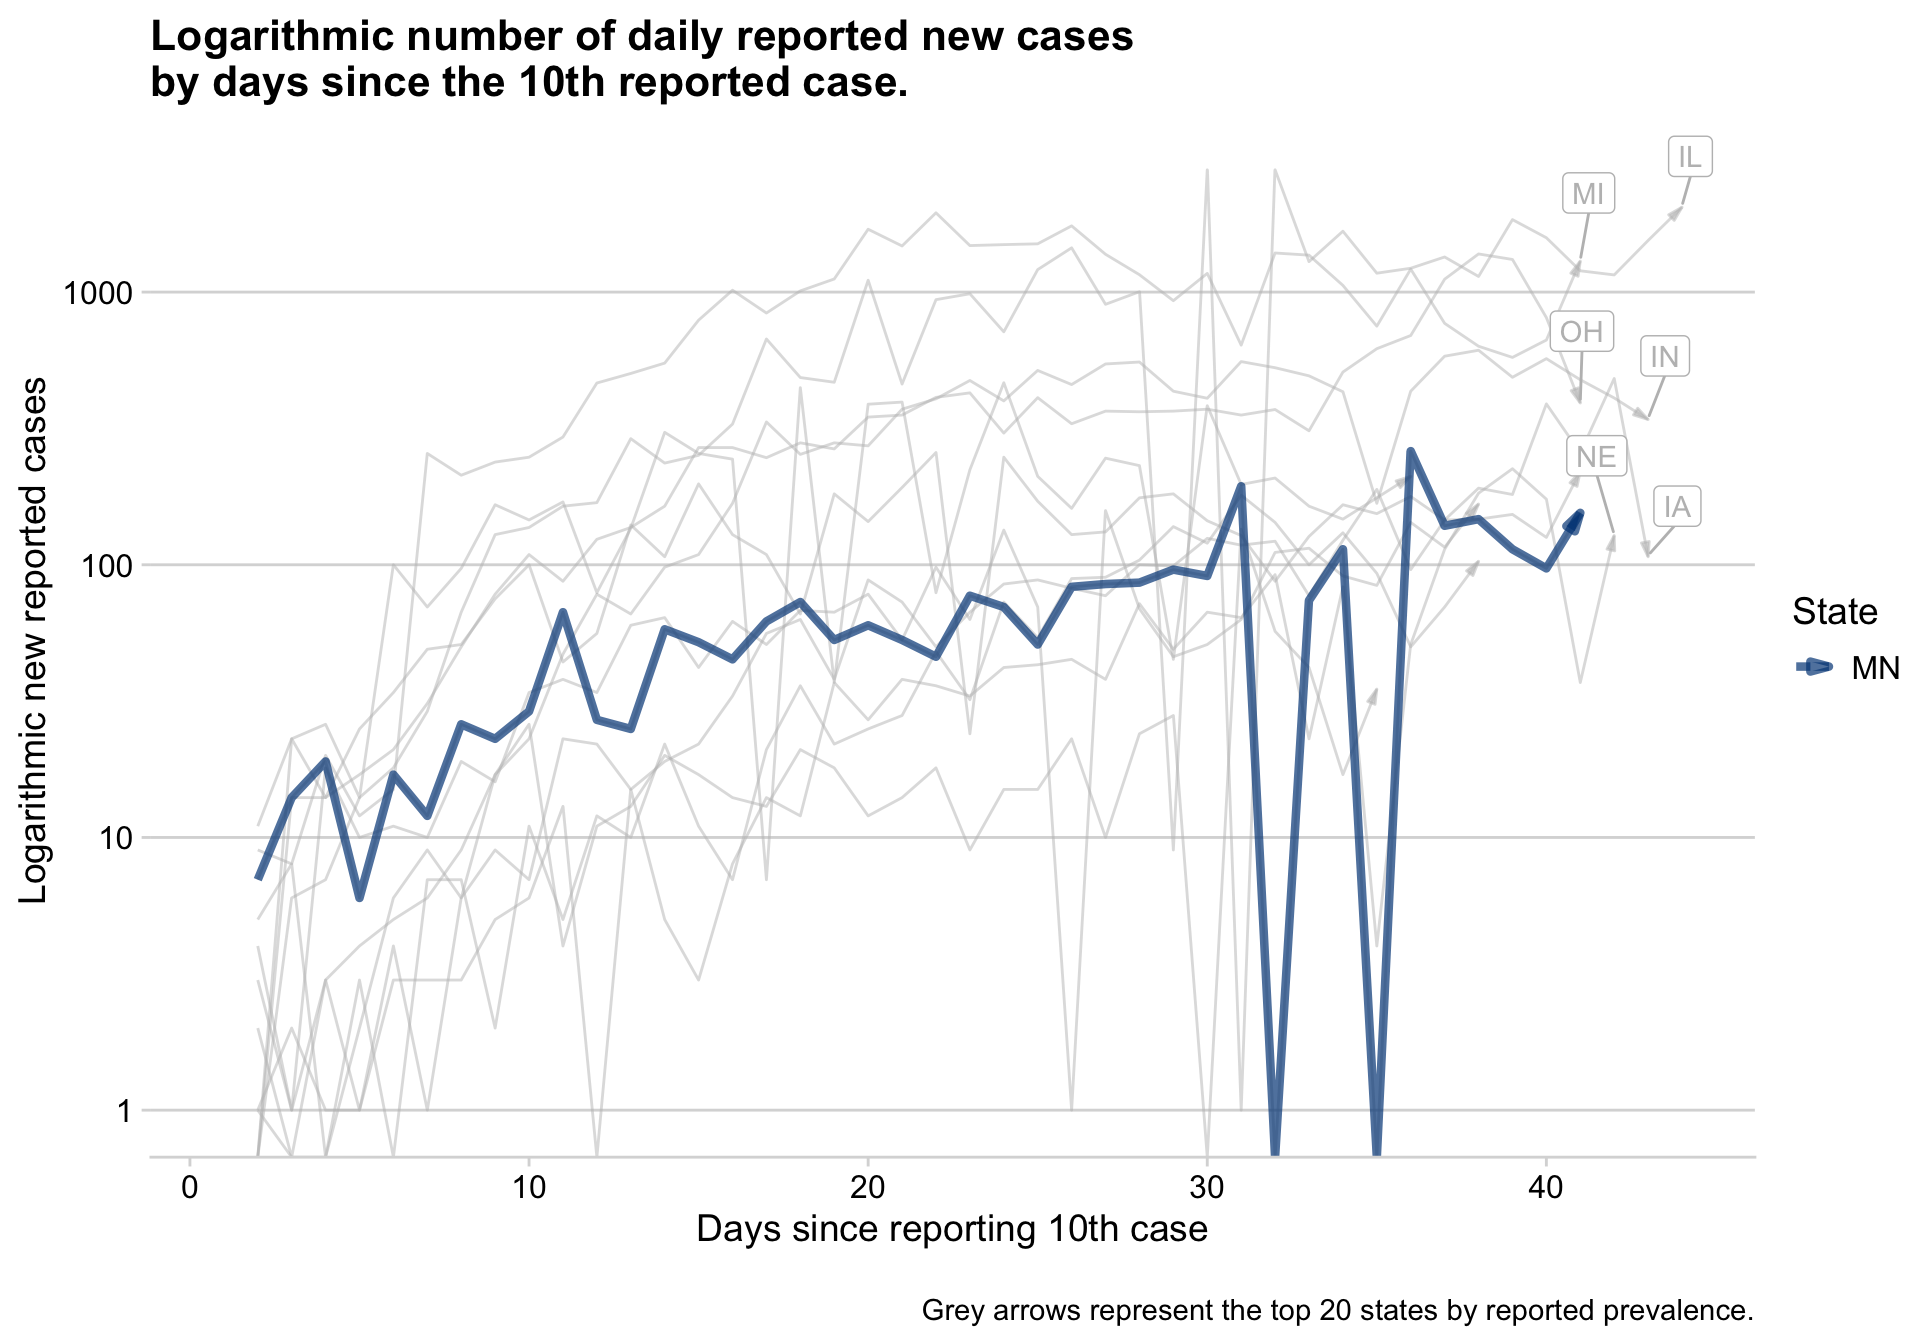 Logarithmic number of daily reported new cases
by days since the 10th reported case.
IL
MI
1000
OH
IN
NE
IA
100
10
1
Logarithmic new reported cases
State
MN
0 10 20 30 40
Days since reporting 10th case
Grey arrows represent the top 20 states by reported prevalence.